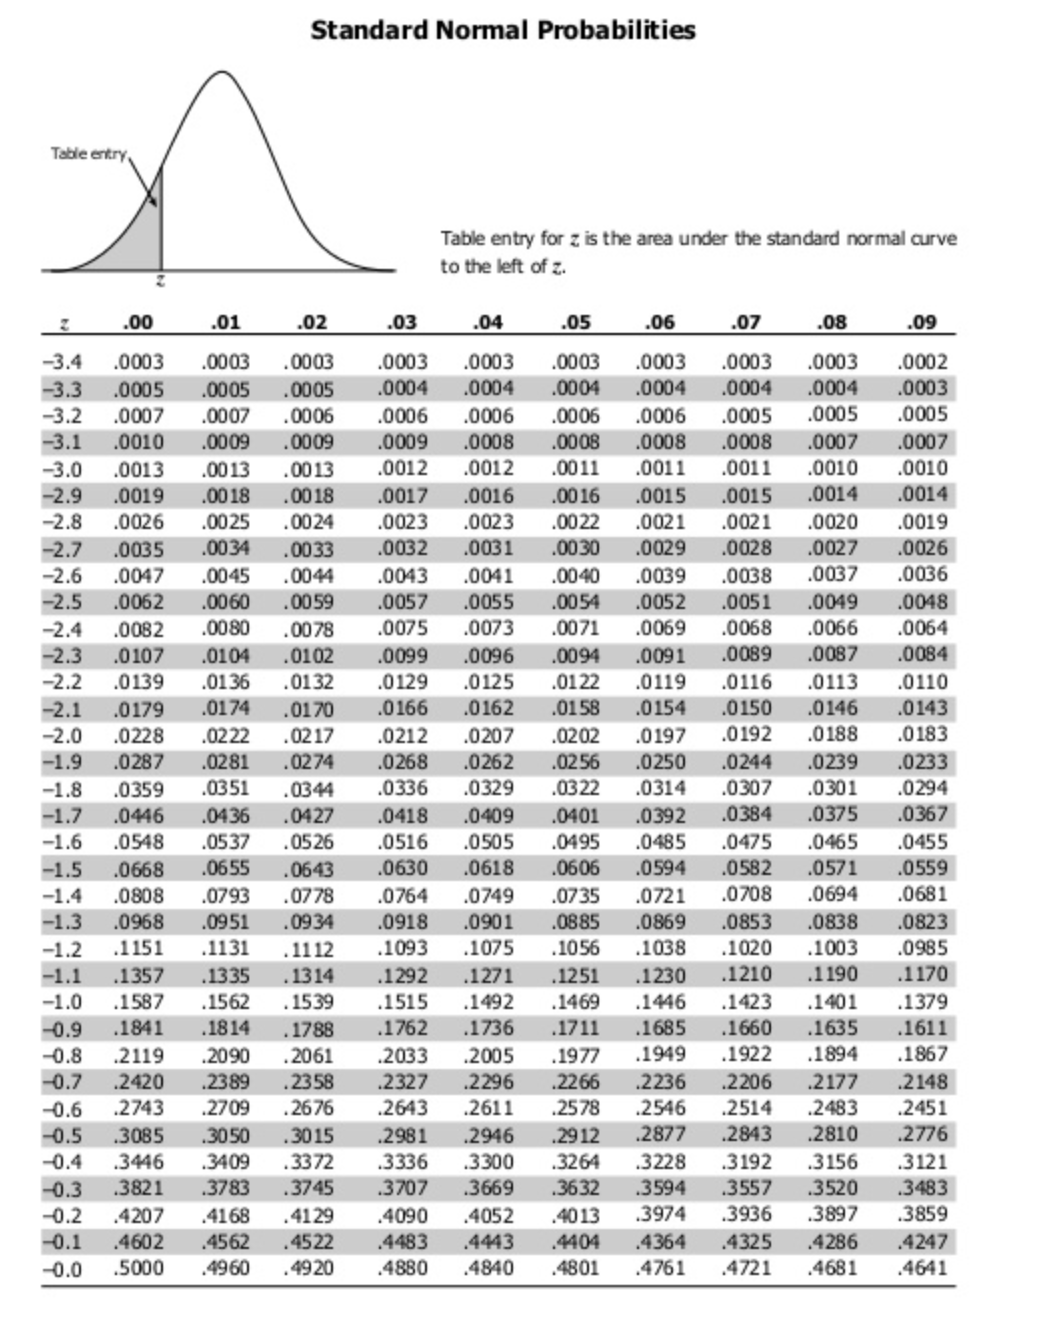 Standard Normal Probabilities
Table entry
z
Table entry for z is the area under the standard normal curve
to the left of z.
z .00 .01 .02 .03 .04 .05 .06 .07 .08 .09
−3.4 .0003 .0003 .0003 .0003 .0003 .0003 .0003 .0003 .0003 .0002
−3.3 .0005 .0005 .0005 .0004 .0004 .0004 .0004 .0004 .0004 .0003
−3.2 .0007 .0007 .0006 .0006 .0006 .0006 .0006 .0005 .0005 .0005
−3.1 .0010 .0009 .0009 .0009 .0008 .0008 .0008 .0008 .0007 .0007
−3.0 .0013 .0013 .0013 .0012 .0012 .0011 .0011 .0011 .0010 .0010
−2.9 .0019 .0018 .0018 .0017 .0016 .0016 .0015 .0015 .0014 .0014
−2.8 .0026 .0025 .0024 .0023 .0023 .0022 .0021 .0021 .0020 .0019
−2.7 .0035 .0034 .0033 .0032 .0031 .0030 .0029 .0028 .0027 .0026
−2.6 .0047 .0045 .0044 .0043 .0041 .0040 .0039 .0038 .0037 .0036
−2.5 .0062 .0060 .0059 .0057 .0055 .0054 .0052 .0051 .0049 .0048
−2.4 .0082 .0080 .0078 .0075 .0073 .0071 .0069 .0068 .0066 .0064
−2.3 .0107 .0104 .0102 .0099 .0096 .0094 .0091 .0089 .0087 .0084
−2.2 .0139 .0136 .0132 .0129 .0125 .0122 .0119 .0116 .0113 .0110
−2.1 .0179 .0174 .0170 .0166 .0162 .0158 .0154 .0150 .0146 .0143
−2.0 .0228 .0222 .0217 .0212 .0207 .0202 .0197 .0192 .0188 .0183
−1.9 .0287 .0281 .0274 .0268 .0262 .0256 .0250 .0244 .0239 .0233
−1.8 .0359 .0351 .0344 .0336 .0329 .0322 .0314 .0307 .0301 .0294
−1.7 .0446 .0436 .0427 .0418 .0409 .0401 .0392 .0384 .0375 .0367
−1.6 .0548 .0537 .0526 .0516 .0505 .0495 .0485 .0475 .0465 .0455
−1.5 .0668 .0655 .0643 .0630 .0618 .0606 .0594 .0582 .0571 .0559
−1.4 .0808 .0793 .0778 .0764 .0749 .0735 .0721 .0708 .0694 .0681
−1.3 .0968 .0951 .0934 .0918 .0901 .0885 .0869 .0853 .0838 .0823
−1.2 .1151 .1131 .1112 .1093 .1075 .1056 .1038 .1020 .1003 .0985
−1.1 .1357 .1335 .1314 .1292 .1271 .1251 .1230 .1210 .1190 .1170
−1.0 .1587 .1562 .1539 .1515 .1492 .1469 .1446 .1423 .1401 .1379
−0.9 .1841 .1814 .1788 .1762 .1736 .1711 .1685 .1660 .1635 .1611
−0.8 .2119 .2090 .2061 .2033 .2005 .1977 .1949 .1922 .1894 .1867
−0.7 .2420 .2389 .2358 .2327 .2296 .2266 .2236 .2206 .2177 .2148
−0.6 .2743 .2709 .2676 .2643 .2611 .2578 .2546 .2514 .2483 .2451
−0.5 .3085 .3050 .3015 .2981 .2946 .2912 .2877 .2843 .2810 .2776
−0.4 .3446 .3409 .3372 .3336 .3300 .3264 .3228 .3192 .3156 .3121
−0.3 .3821 .3783 .3745 .3707 .3669 .3632 .3594 .3557 .3520 .3483
−0.2 .4207 .4168 .4129 .4090 .4052 .4013 .3974 .3936 .3897 .3859
−0.1 .4602 .4562 .4522 .4483 .4443 .4404 .4364 .4325 .4286 .4247
−0.0 .5000 .4960 .4920 .4880 .4840 .4801 .4761 .4721 .4681 .4641